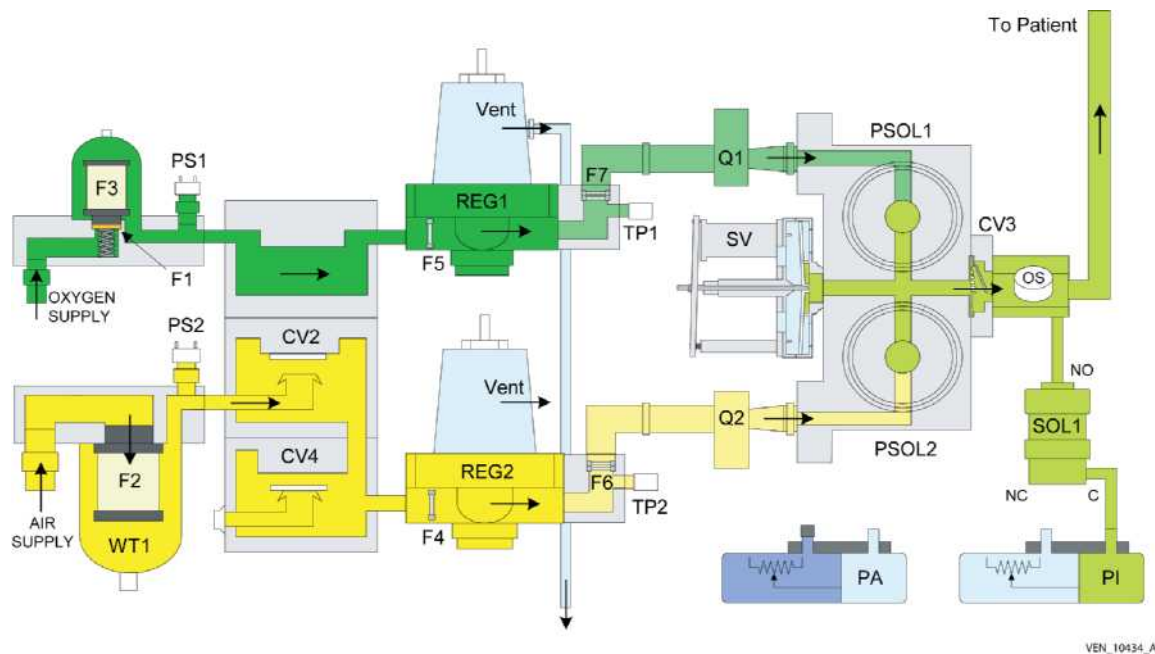 To Patient
Vent
PSOL1
PS1
F3
F7
Q1
REG1
CV3
TP1
SV
F5
F1
OS
OXYGEN
SUPPLY
PS2
CV2
NO
Vent
Q2
SOL1
PSOL2
CV4
REG2
F6
F2
TP2
NC
C
AIR
SUPPLY
WT1
F4
PA
PI
VEN_10434_A